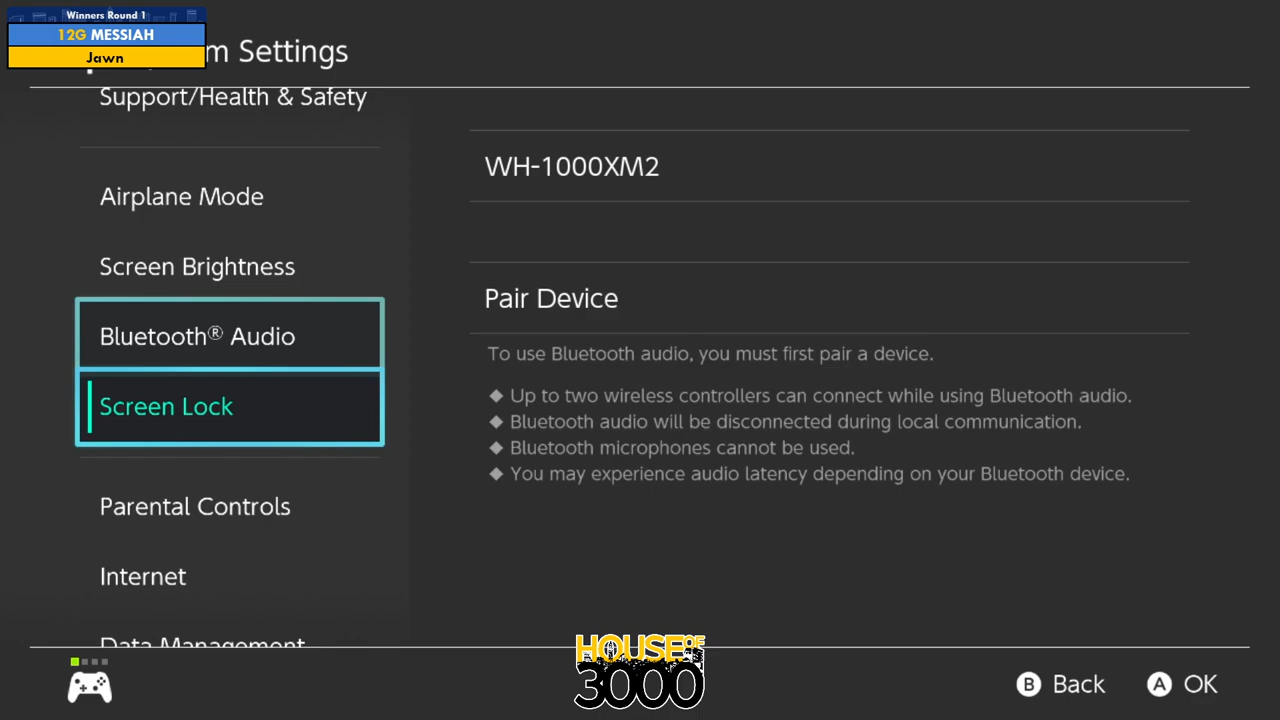 Winners Round 1
12G MESSIAH
Jawn
m Settings
Support/Health & Safety
Airplane Mode
Screen Brightness
Bluetooth® Audio
Screen Lock
Parental Controls
Internet
Data Management
WH-1000XM2
Pair Device
To use Bluetooth audio, you must first pair a device.
◆ Up to two wireless controllers can connect while using Bluetooth audio.
◆ Bluetooth audio will be disconnected during local communication.
◆ Bluetooth microphones cannot be used.
◆ You may experience audio latency depending on your Bluetooth device.
HOUSE OF
3000
B Back
A OK